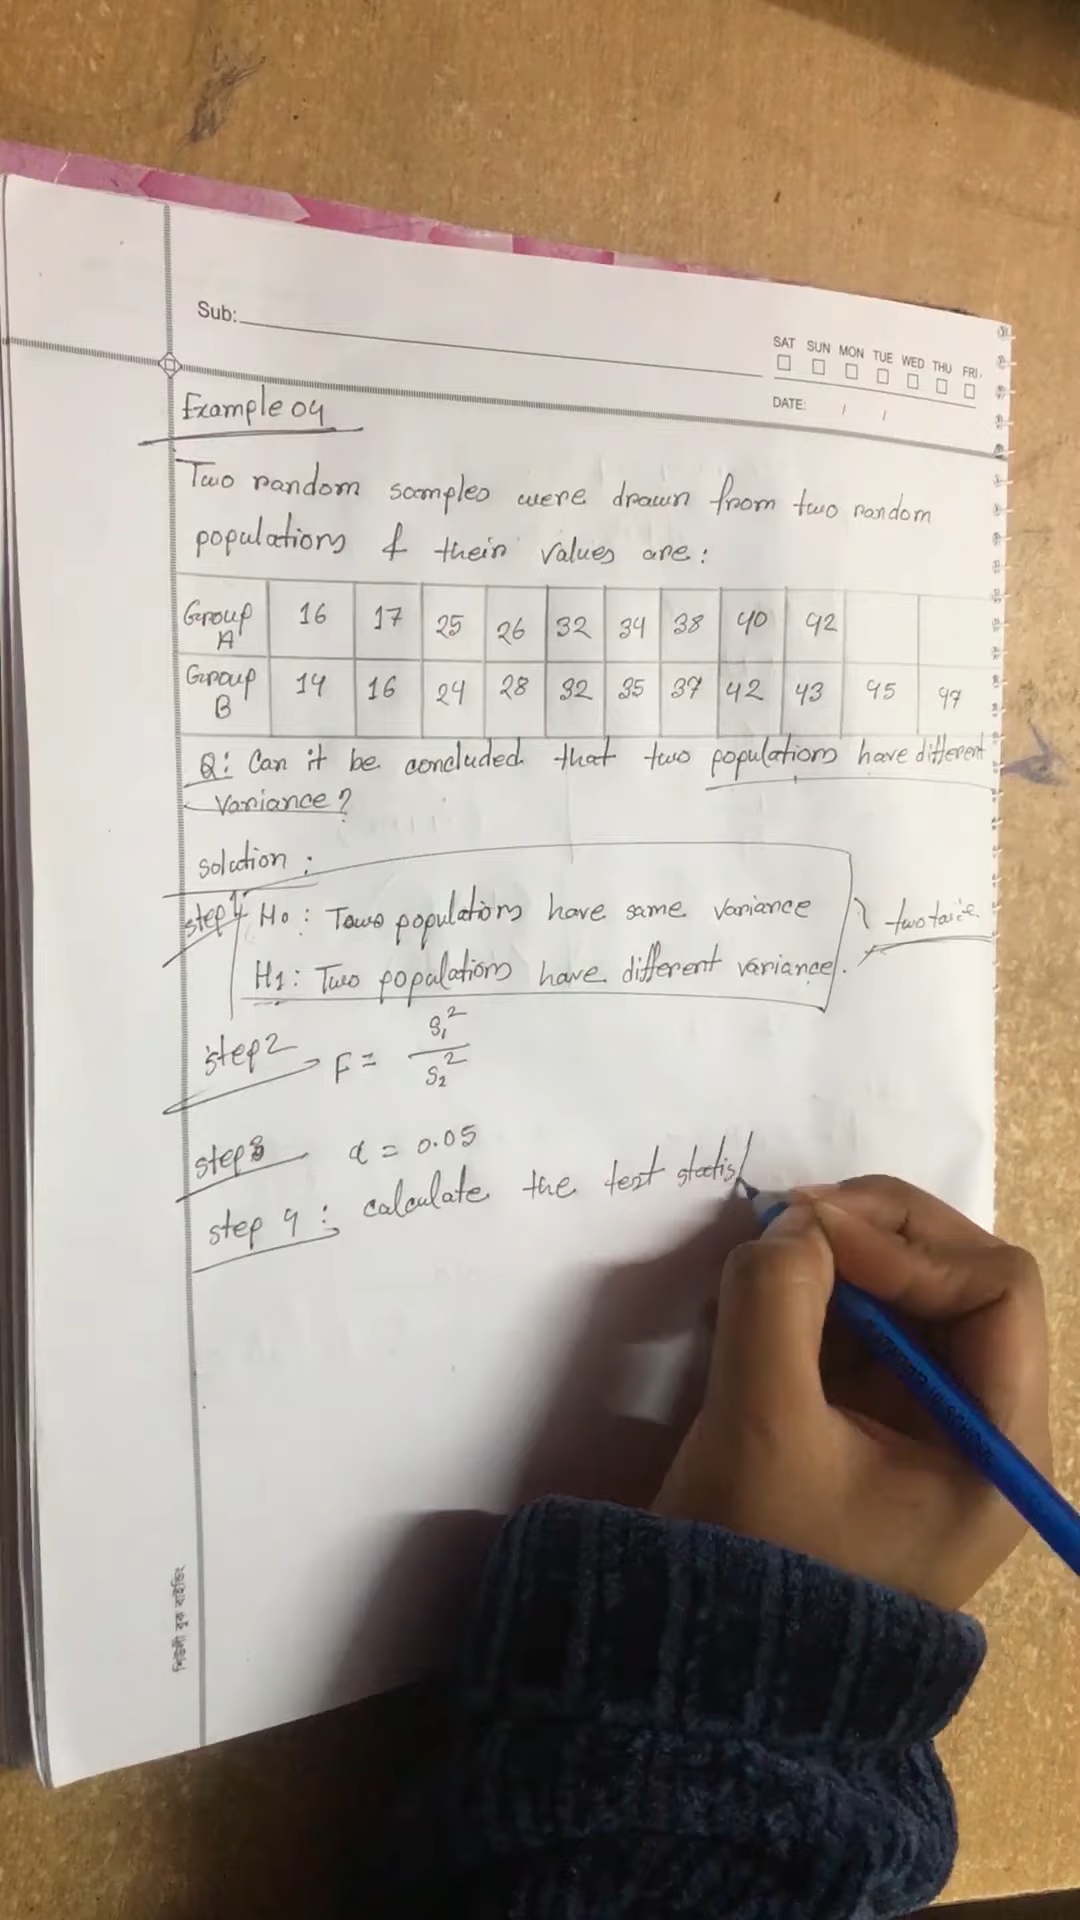 Sub:
SAT SUN MON TUE WED THU FRI.
DATE: / /
Example 04
Two random samples were drawn from two random
populations & their values are:
Group A 16 17 25 26 32 34 38 40 42
Group B 14 16 24 28 32 35 37 42 43 45 47
Q: Can it be concluded that two populations have different
variance?
solution:
step 1 H0: Towo populations have same variance
two taile
H1: Two populations have different variance.
step 2 F = S₁² / S₂²
step 3 α = 0.05
step 4: calculate the test statis
শিউলী বুক বাইন্ডিং